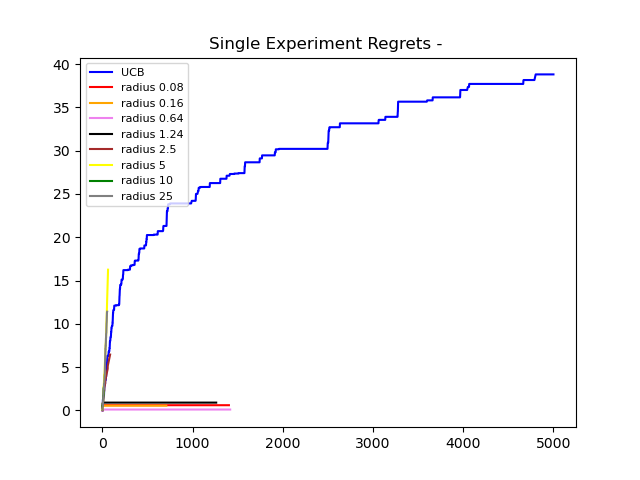 Single Experiment Regrets -
40
35
30
25
20
15
10
5
0
UCB
radius 0.08
radius 0.16
radius 0.64
radius 1.24
radius 2.5
radius 5
radius 10
radius 25
0 1000 2000 3000 4000 5000